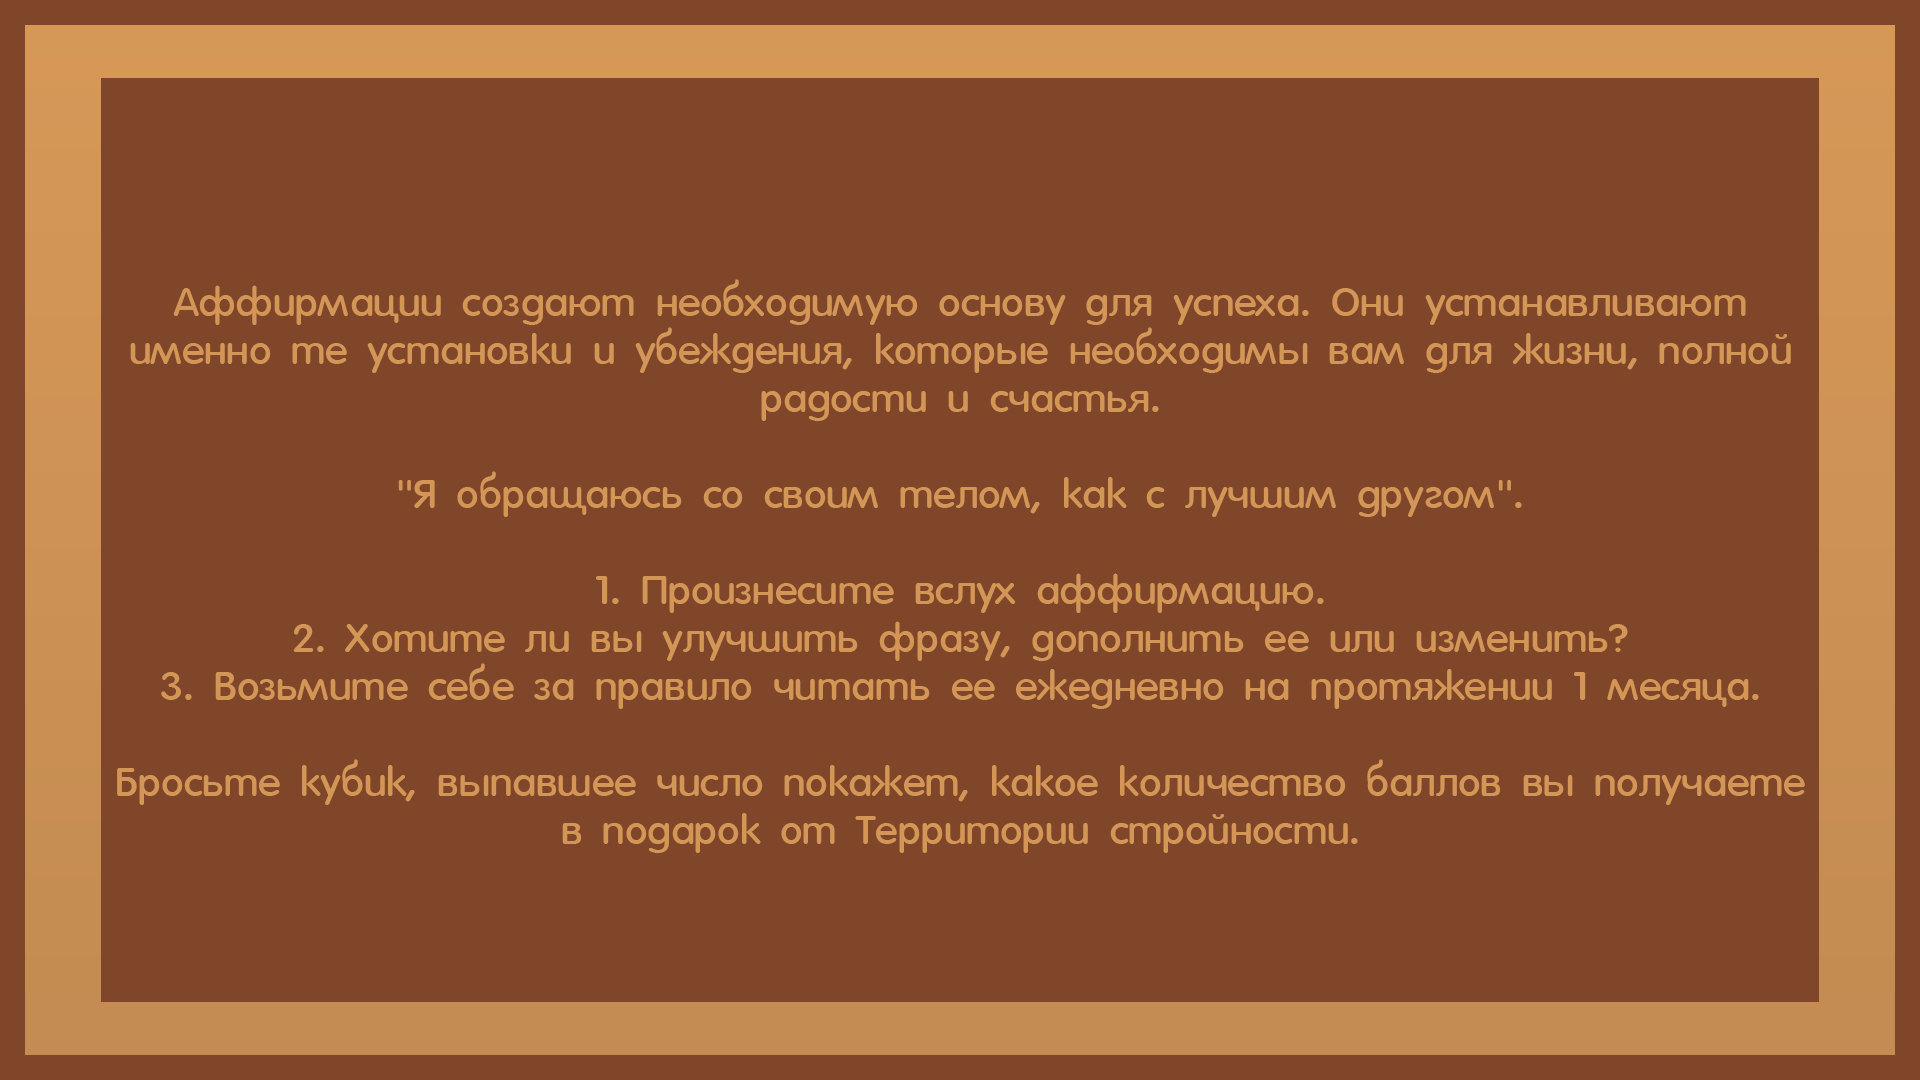 Аффирмации создают необходимую основу для успеха. Они устанавливают
именно те установки и убеждения, которые необходимы вам для жизни, полной
радости и счастья.
"Я обращаюсь со своим телом, как с лучшим другом".
1. Произнесите вслух аффирмацию.
2. Хотите ли вы улучшить фразу, дополнить ее или изменить?
3. Возьмите себе за правило читать ее ежедневно на протяжении 1 месяца.
Бросьте кубик, выпавшее число покажет, какое количество баллов вы получаете
в подарок от Территории стройности.